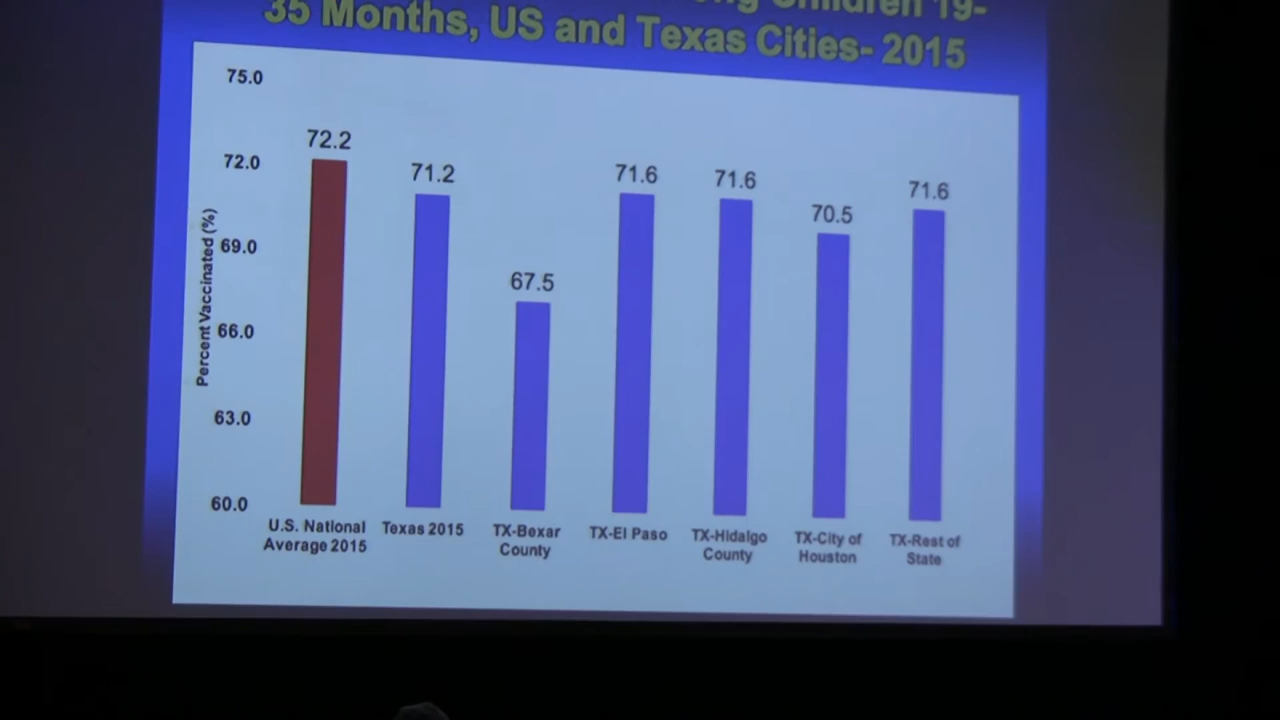 Children 19-
35 Months, US and Texas Cities- 2015
75.0
72.0
69.0
66.0
63.0
60.0
Percent Vaccinated (%)
72.2
71.2
67.5
71.6
71.6
70.5
71.6
U.S. National
Average 2015
Texas 2015
TX-Bexar
County
TX-El Paso
TX-Hidalgo
County
TX-City of
Houston
TX-Rest of
State